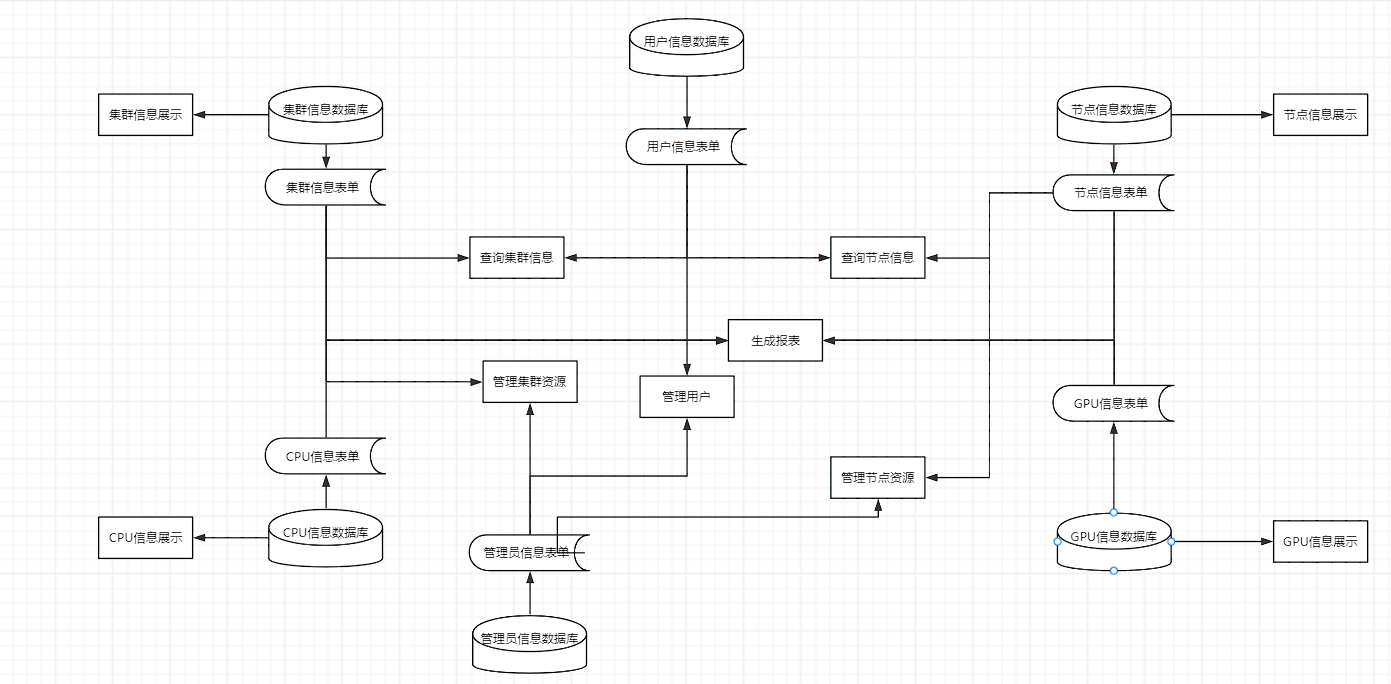 用户信息数据库
集群信息展示
集群信息数据库
节点信息数据库
节点信息展示
用户信息表单
集群信息表单
节点信息表单
查询集群信息
查询节点信息
生成报表
管理集群资源
管理用户
GPU信息表单
CPU信息表单
管理节点资源
CPU信息展示
CPU信息数据库
管理员信息表单
GPU信息数据库
GPU信息展示
管理员信息数据库